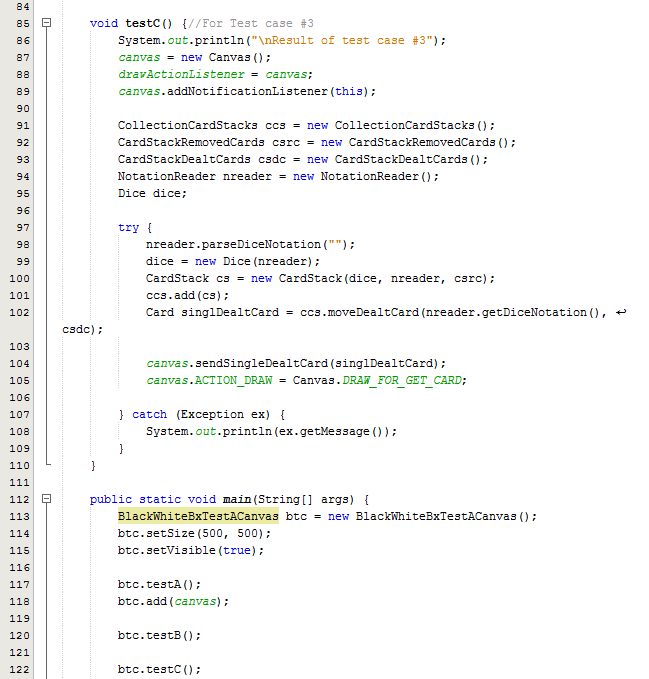 84
85 void testC() {//For Test case #3
86 System.out.println("\nResult of test case #3");
87 canvas = new Canvas();
88 drawActionListener = canvas;
89 canvas.addNotificationListener(this);
90
91 CollectionCardStacks ccs = new CollectionCardStacks();
92 CardStackRemovedCards csrc = new CardStackRemovedCards();
93 CardStackDealtCards csdc = new CardStackDealtCards();
94 NotationReader nreader = new NotationReader();
95 Dice dice;
96
97 try {
98 nreader.parseDiceNotation("");
99 dice = new Dice(nreader);
100 CardStack cs = new CardStack(dice, nreader, csrc);
101 ccs.add(cs);
102 Card singlDealtCard = ccs.moveDealtCard(nreader.getDiceNotation(), ↩
csdc);
103
104 canvas.sendSingleDealtCard(singlDealtCard);
105 canvas.ACTION_DRAW = Canvas.DRAW_FOR_GET_CARD;
106
107 } catch (Exception ex) {
108 System.out.println(ex.getMessage());
109 }
110 }
111
112 public static void main(String[] args) {
113 BlackWhiteBxTestACanvas btc = new BlackWhiteBxTestACanvas();
114 btc.setSize(500, 500);
115 btc.setVisible(true);
116
117 btc.testA();
118 btc.add(canvas);
119
120 btc.testB();
121
122 btc.testC();